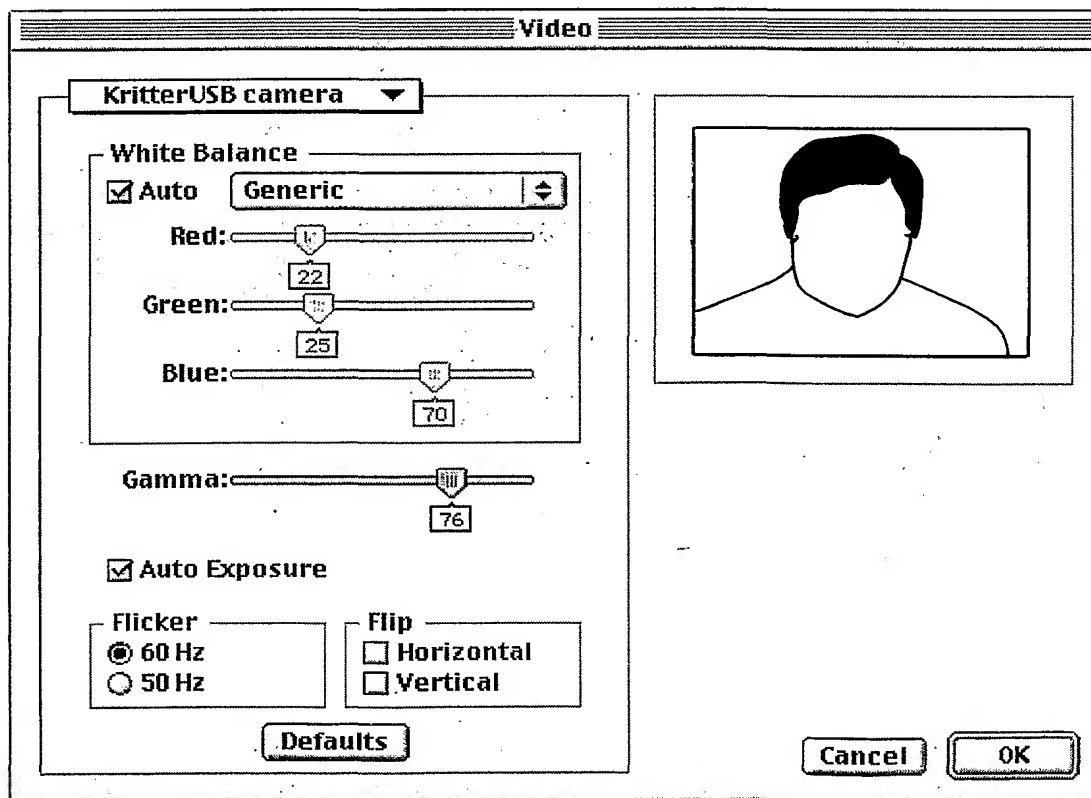 Video
KritterUSB camera
White Balance
Auto Generic
Red:
22
Green:
25
Blue:
70
Gamma:
76
Auto Exposure
Flicker
60 Hz
50 Hz
Flip
Horizontal
Vertical
Defaults
Cancel OK